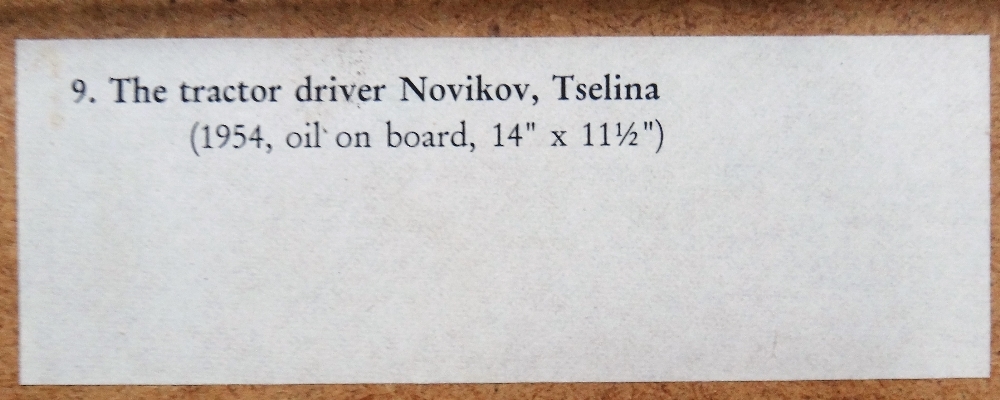 9. The tractor driver Novikov, Tselina
(1954, oil on board, 14" x 11½")